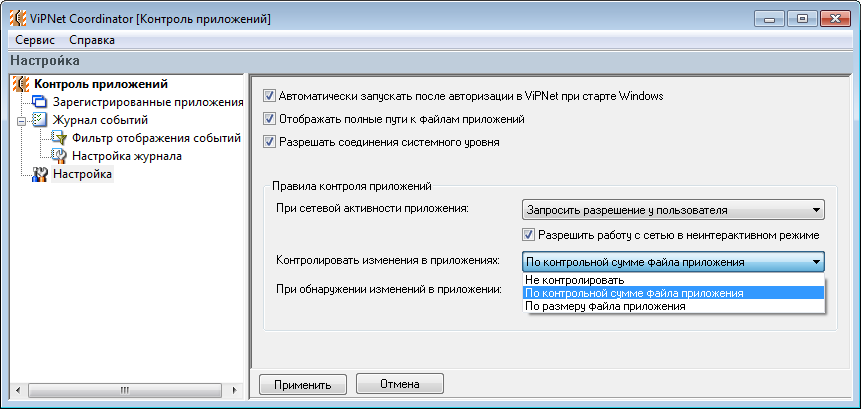 ViPNet Coordinator [Контроль приложений]
Сервис Справка
Настройка
Контроль приложений
Зарегистрированные приложения
Журнал событий
Фильтр отображения событий
Настройка журнала
Настройка
Автоматически запускать после авторизации в ViPNet при старте Windows
Отображать полные пути к файлам приложений
Разрешать соединения системного уровня
Правила контроля приложений
При сетевой активности приложения: Запросить разрешение у пользователя
Разрешить работу с сетью в неинтерактивном режиме
Контролировать изменения в приложениях: По контрольной сумме файла приложения
Не контролировать
При обнаружении изменений в приложении: По контрольной сумме файла приложения
По размеру файла приложения
Применить Отмена